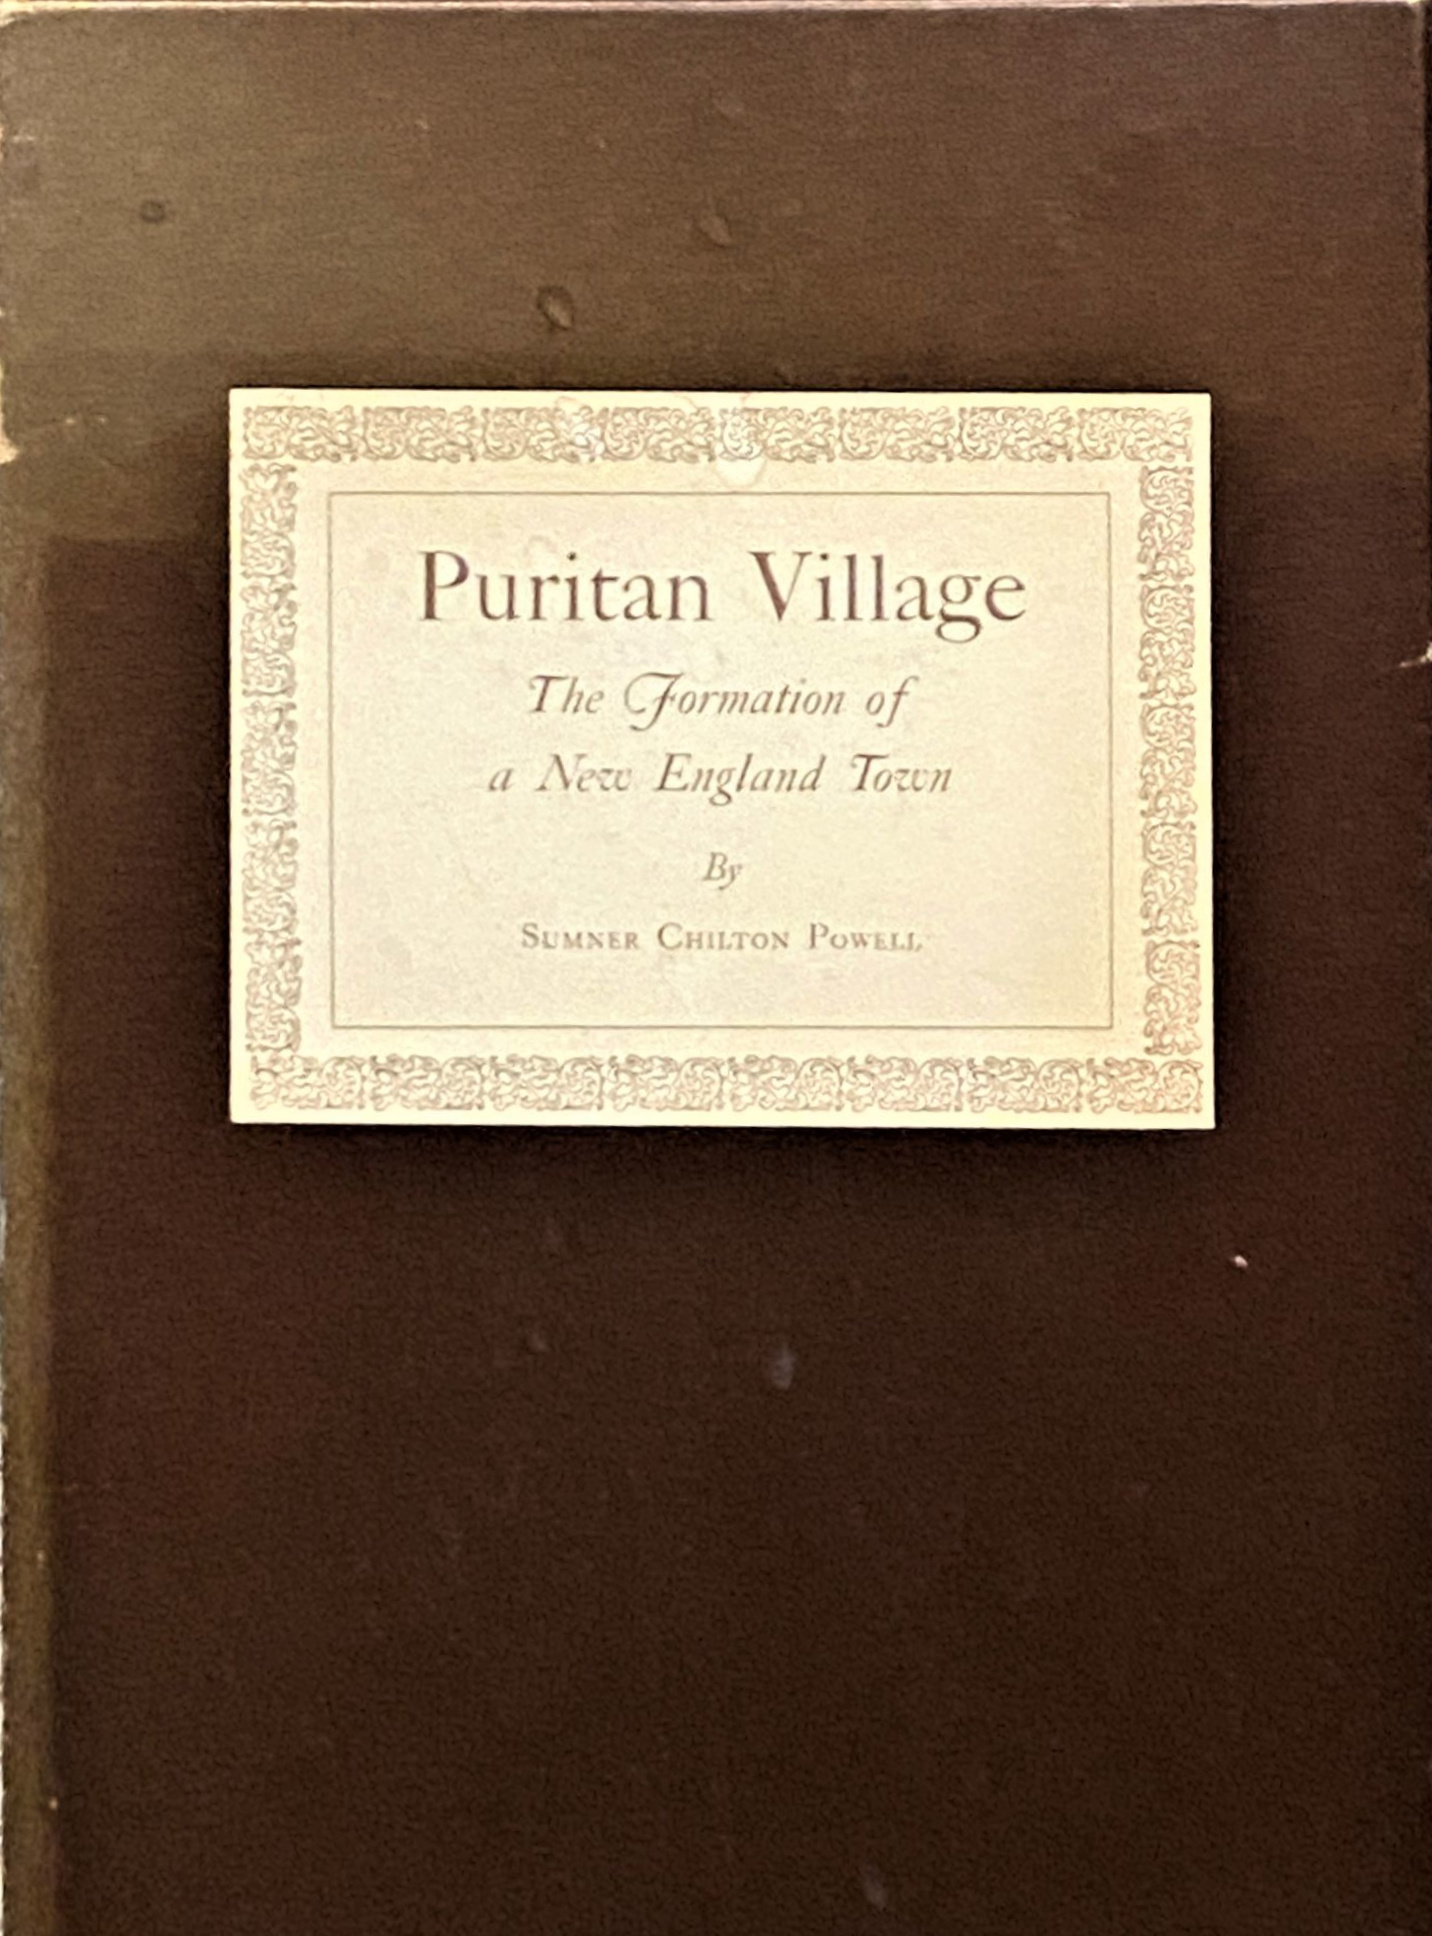 Puritan Village
The Formation of
a New England Town
By
SUMNER CHILTON POWELL